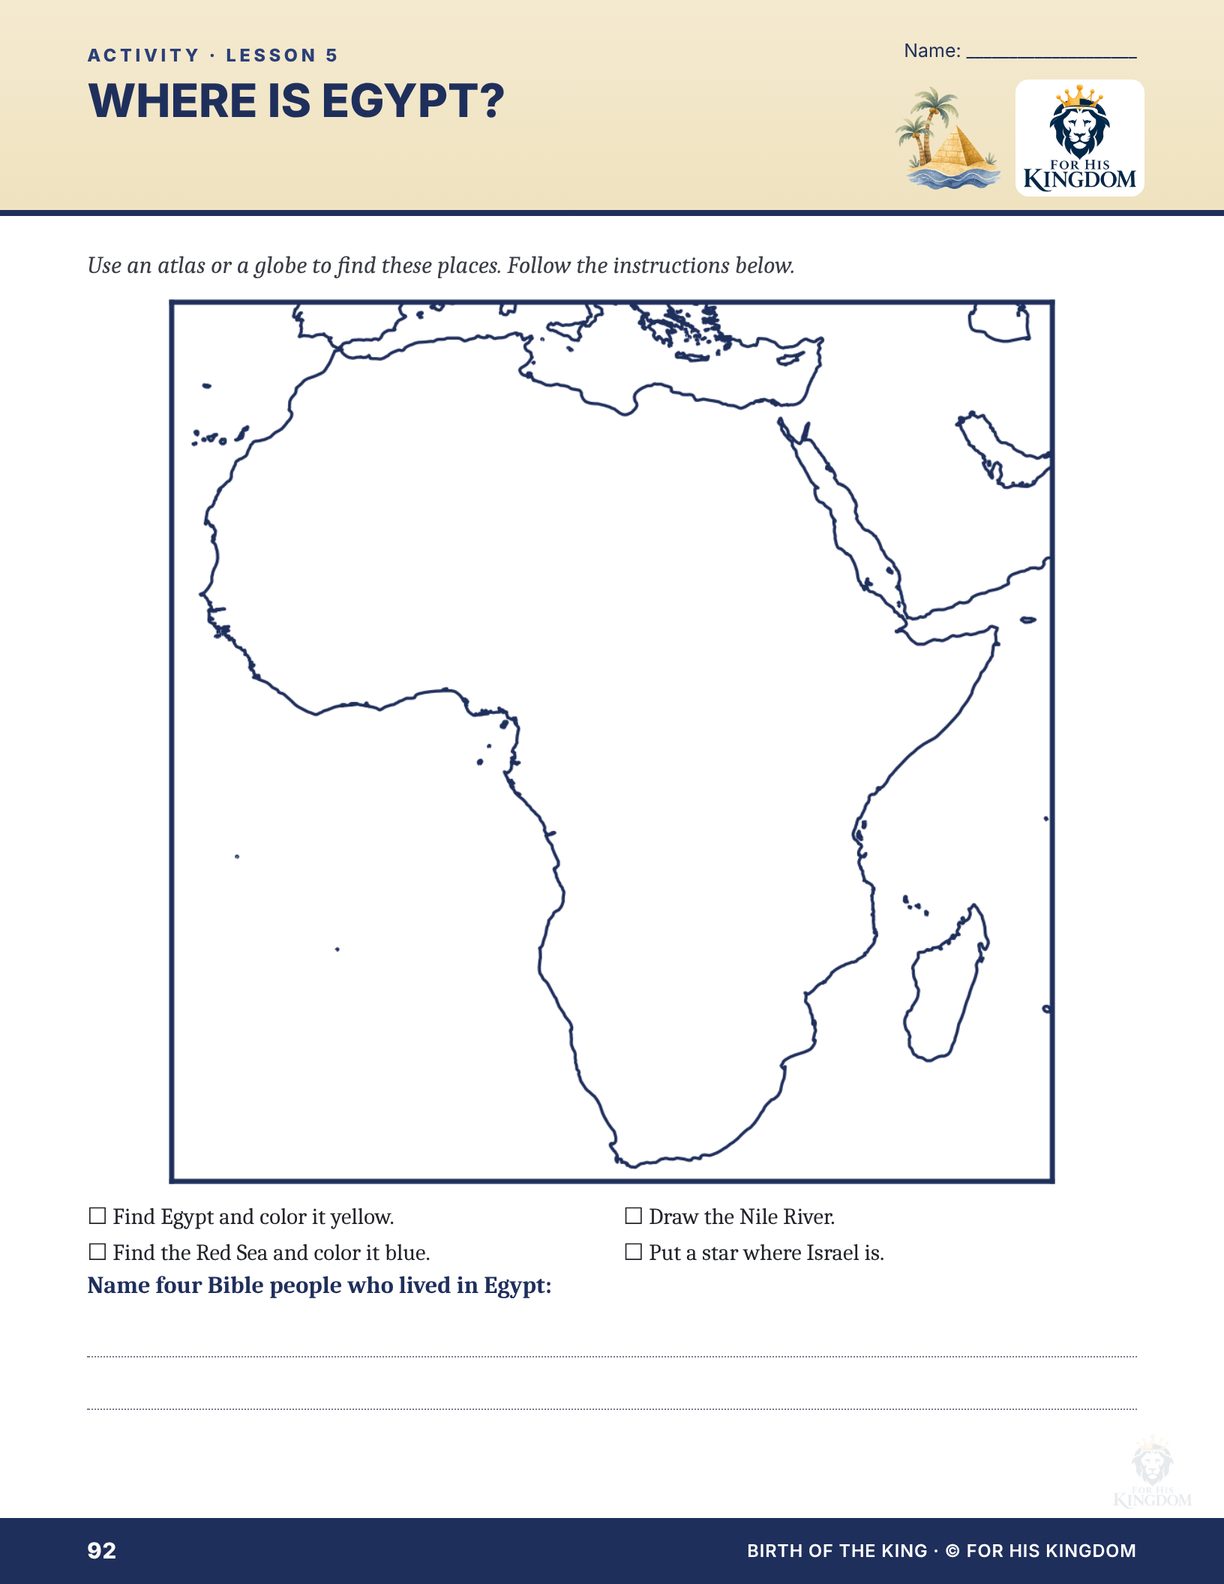 ACTIVITY · LESSON 5
Name: ___________________
WHERE IS EGYPT?
FOR HIS
KINGDOM
Use an atlas or a globe to find these places. Follow the instructions below.
☐ Find Egypt and color it yellow.
☐ Draw the Nile River.
☐ Find the Red Sea and color it blue.
☐ Put a star where Israel is.
Name four Bible people who lived in Egypt:
FOR HIS
KINGDOM
92
BIRTH OF THE KING · © FOR HIS KINGDOM